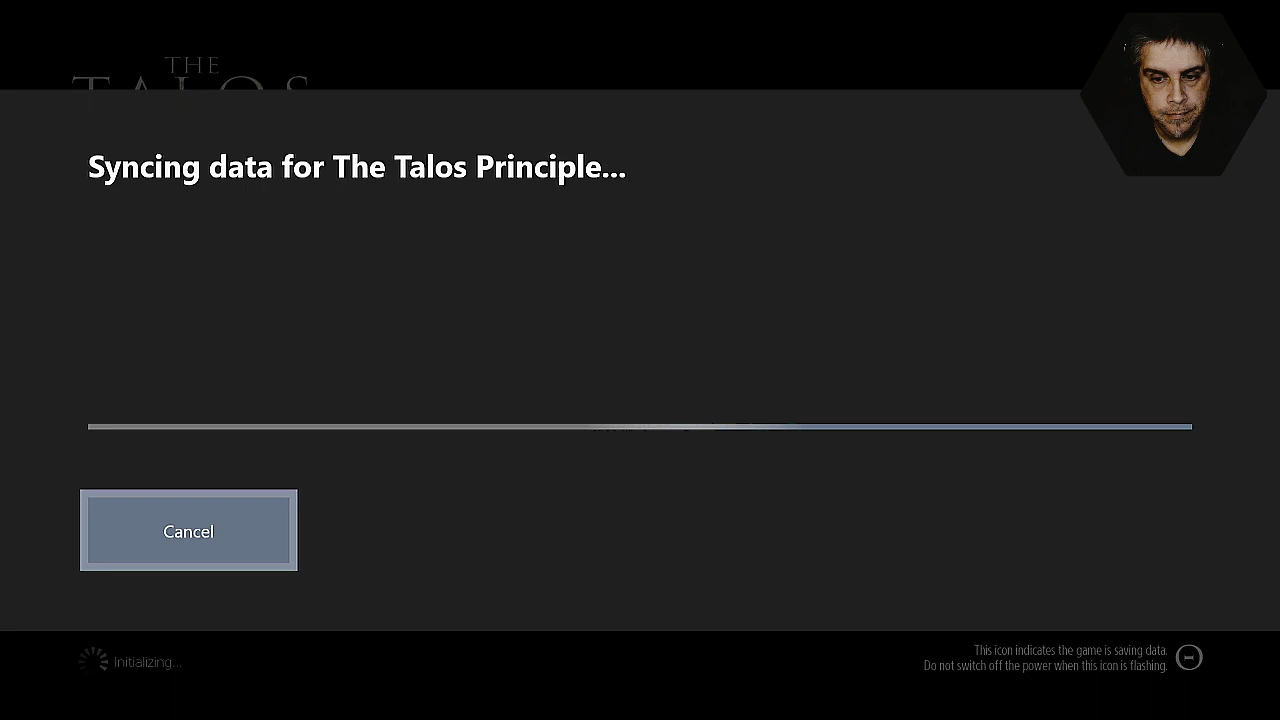 THE
TALOS
Syncing data for The Talos Principle...
Cancel
Initializing...
This icon indicates the game is saving data.
Do not switch off the power when this icon is flashing.